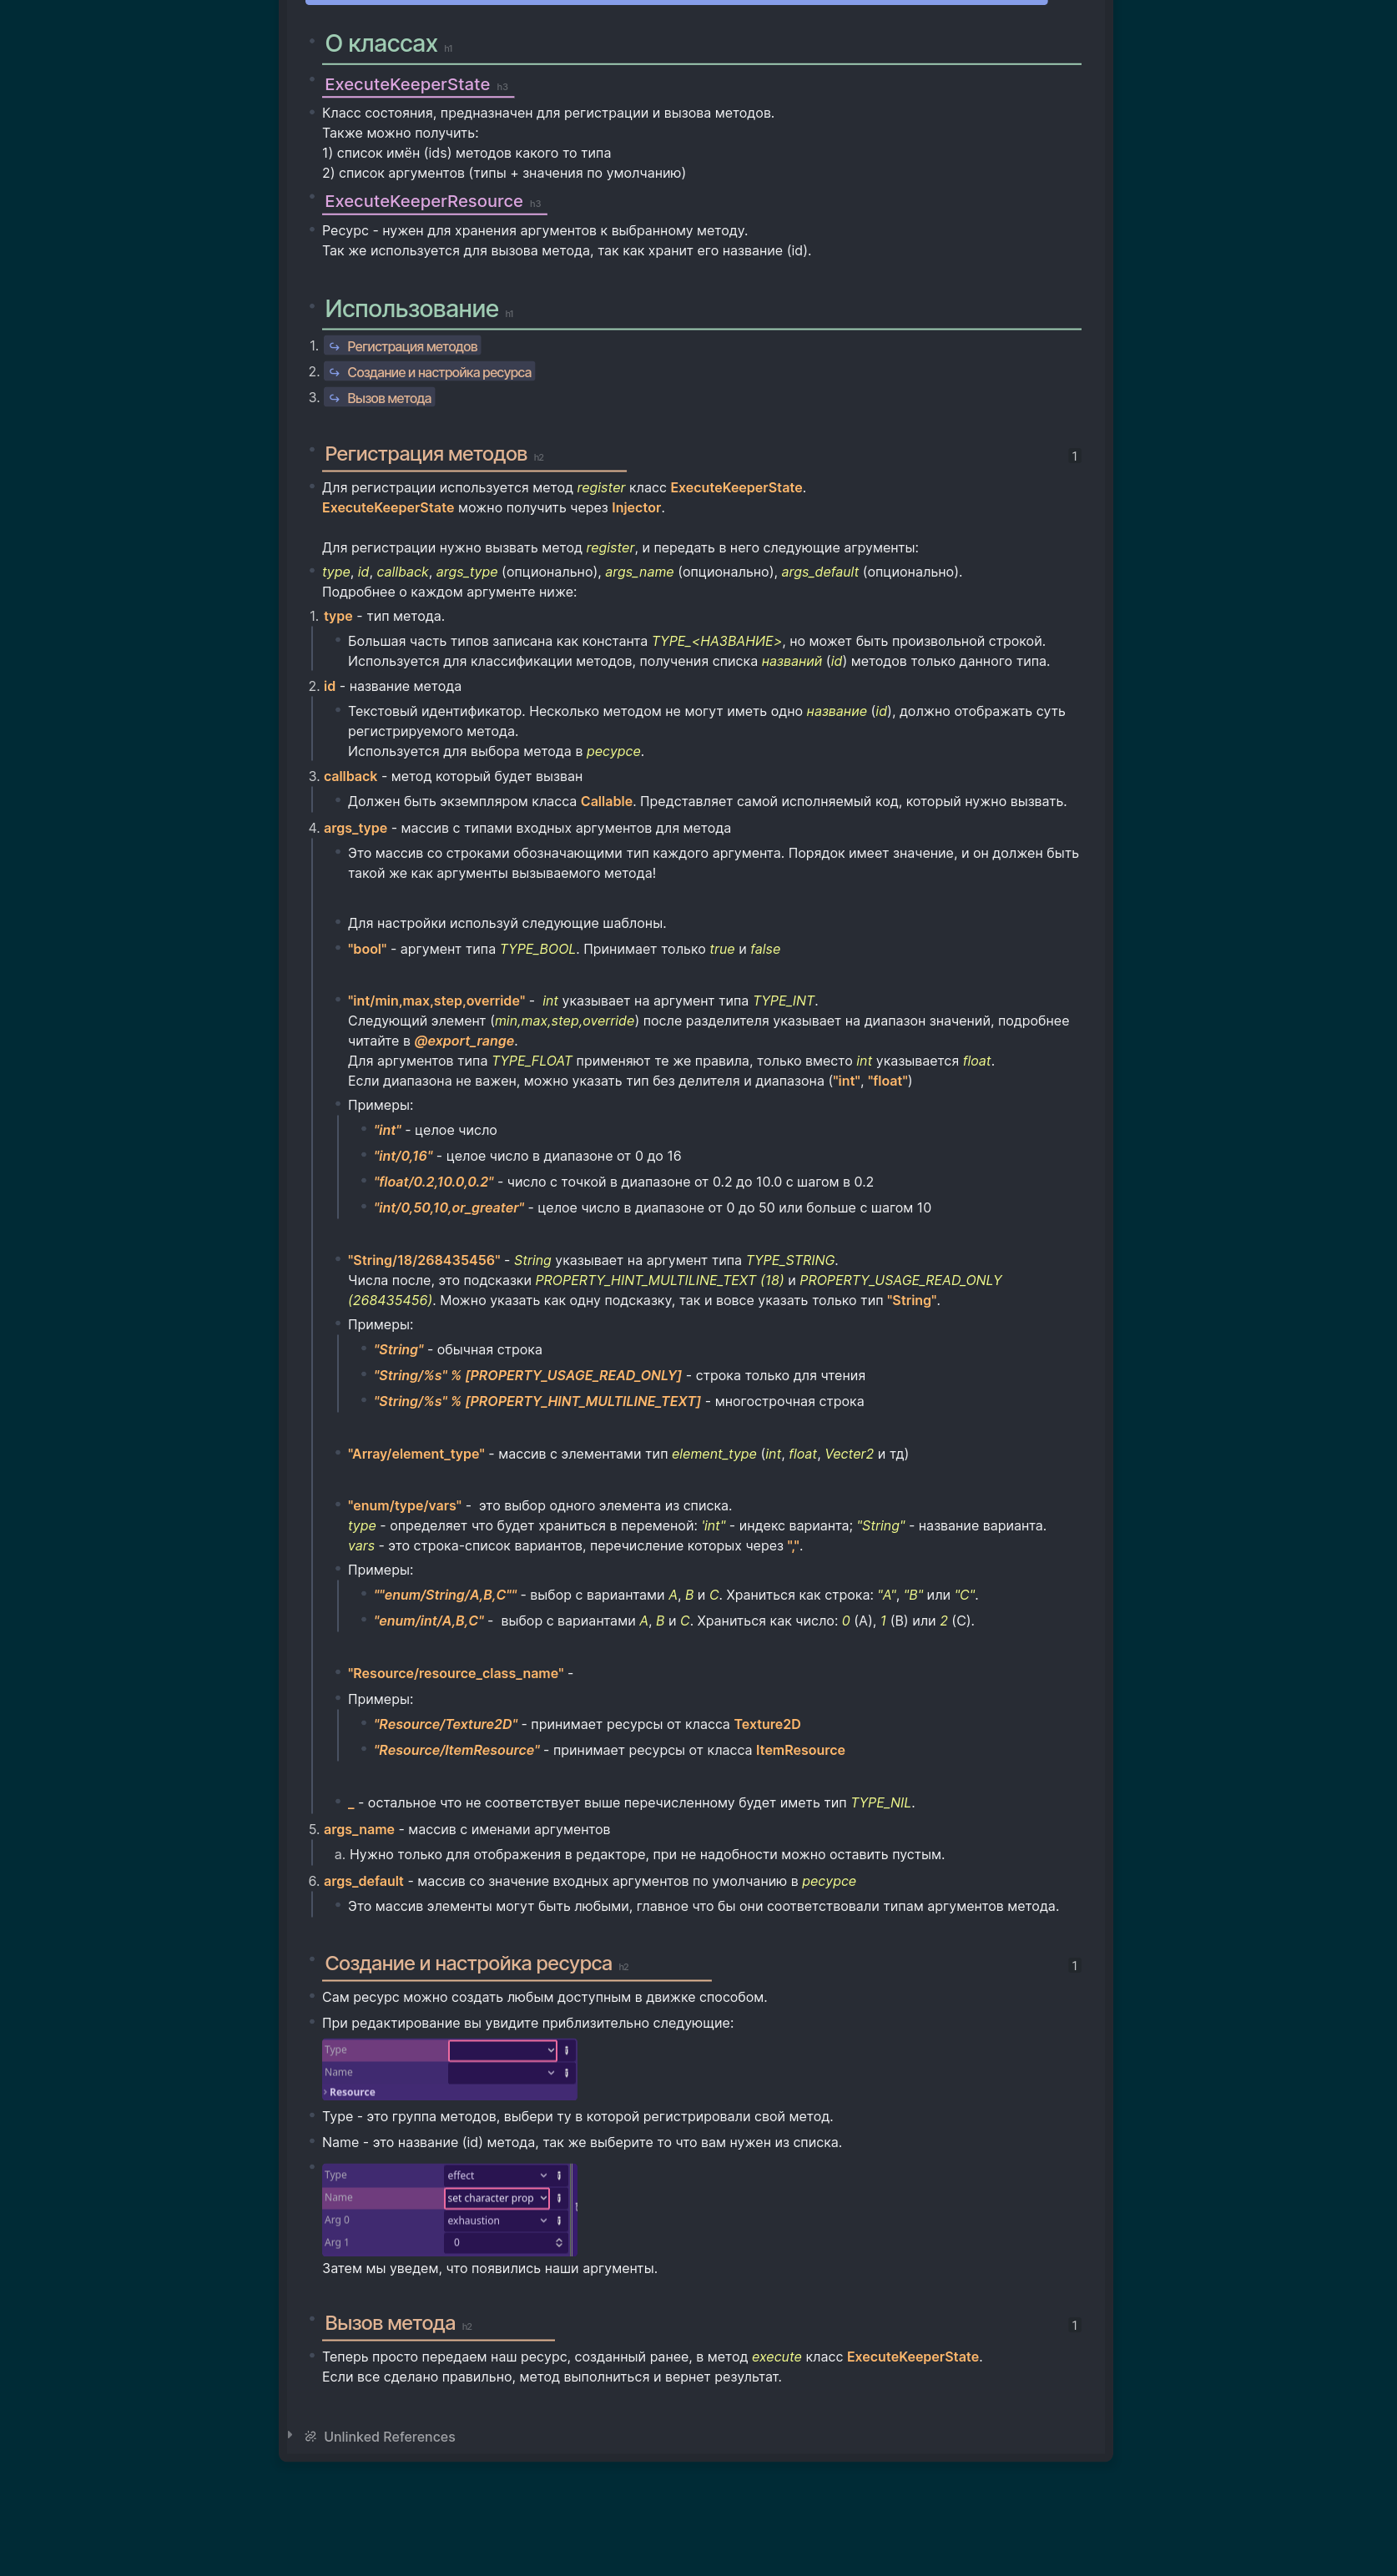 О классах h1
ExecuteKeeperState h3
Класс состояния, предназначен для регистрации и вызова методов.
Также можно получить:
1) список имён (ids) методов какого то типа
2) список аргументов (типы + значения по умолчанию)
ExecuteKeeperResource h3
Ресурс - нужен для хранения аргументов к выбранному методу.
Так же используется для вызова метода, так как хранит его название (id).
Использование h1
1. Регистрация методов
2. Создание и настройка ресурса
3. Вызов метода
Регистрация методов h2 1
Для регистрации используется метод register класс ExecuteKeeperState.
ExecuteKeeperState можно получить через Injector.
Для регистрации нужно вызвать метод register, и передать в него следующие агрументы:
type, id, callback, args_type (опционально), args_name (опционально), args_default (опционально).
Подробнее о каждом аргументе ниже:
1. type - тип метода.
Большая часть типов записана как константа TYPE_<НАЗВАНИЕ>, но может быть произвольной строкой.
Используется для классификации методов, получения списка названий (id) методов только данного типа.
2. id - название метода
Текстовый идентификатор. Несколько методом не могут иметь одно название (id), должно отображать суть
регистрируемого метода.
Используется для выбора метода в ресурсе.
3. callback - метод который будет вызван
Должен быть экземпляром класса Callable. Представляет самой исполняемый код, который нужно вызвать.
4. args_type - массив с типами входных аргументов для метода
Это массив со строками обозначающими тип каждого аргумента. Порядок имеет значение, и он должен быть
такой же как аргументы вызываемого метода!
Для настройки используй следующие шаблоны.
"bool" - аргумент типа TYPE_BOOL. Принимает только true и false
"int/min,max,step,override" - int указывает на аргумент типа TYPE_INT.
Следующий элемент (min,max,step,override) после разделителя указывает на диапазон значений, подробнее
читайте в @export_range.
Для аргументов типа TYPE_FLOAT применяют те же правила, только вместо int указывается float.
Если диапазона не важен, можно указать тип без делителя и диапазона ("int", "float")
Примеры:
"int" - целое число
"int/0,16" - целое число в диапазоне от 0 до 16
"float/0.2,10.0,0.2" - число с точкой в диапазоне от 0.2 до 10.0 с шагом в 0.2
"int/0,50,10,or_greater" - целое число в диапазоне от 0 до 50 или больше с шагом 10
"String/18/268435456" - String указывает на аргумент типа TYPE_STRING.
Числа после, это подсказки PROPERTY_HINT_MULTILINE_TEXT (18) и PROPERTY_USAGE_READ_ONLY
(268435456). Можно указать как одну подсказку, так и вовсе указать только тип "String".
Примеры:
"String" - обычная строка
"String/%s" % [PROPERTY_USAGE_READ_ONLY] - строка только для чтения
"String/%s" % [PROPERTY_HINT_MULTILINE_TEXT] - многострочная строка
"Array/element_type" - массив с элементами тип element_type (int, float, Vecter2 и тд)
"enum/type/vars" - это выбор одного элемента из списка.
type - определяет что будет храниться в переменой: 'int" - индекс варианта; "String" - название варианта.
vars - это строка-список вариантов, перечисление которых через ",".
Примеры:
""enum/String/A,B,C"" - выбор с вариантами A, B и C. Храниться как строка: "A", "B" или "C".
"enum/int/A,B,C" - выбор с вариантами A, B и C. Храниться как число: 0 (A), 1 (B) или 2 (C).
"Resource/resource_class_name" -
Примеры:
"Resource/Texture2D" - принимает ресурсы от класса Texture2D
"Resource/ItemResource" - принимает ресурсы от класса ItemResource
_ - остальное что не соответствует выше перечисленному будет иметь тип TYPE_NIL.
5. args_name - массив с именами аргументов
a. Нужно только для отображения в редакторе, при не надобности можно оставить пустым.
6. args_default - массив со значение входных аргументов по умолчанию в ресурсе
Это массив элементы могут быть любыми, главное что бы они соответствовали типам аргументов метода.
Создание и настройка ресурса h2 1
Сам ресурс можно создать любым доступным в движке способом.
При редактирование вы увидите приблизительно следующие:
Type
Name
Resource
Type - это группа методов, выбери ту в которой регистрировали свой метод.
Name - это название (id) метода, так же выберите то что вам нужен из списка.
Type effect
Name set character prop
Arg 0 exhaustion
Arg 1 0
Затем мы уведем, что появились наши аргументы.
Вызов метода h2 1
Теперь просто передаем наш ресурс, созданный ранее, в метод execute класс ExecuteKeeperState.
Если все сделано правильно, метод выполниться и вернет результат.
Unlinked References